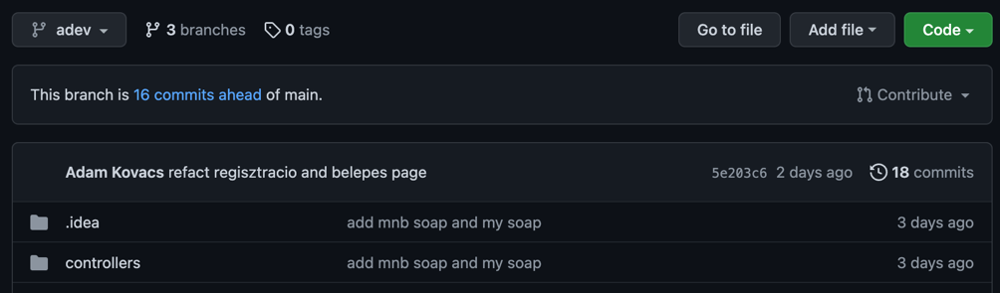 adev 3 branches 0 tags Go to file Add file Code
This branch is 16 commits ahead of main. Contribute
Adam Kovacs refact regisztracio and belepes page 5e203c6 2 days ago 18 commits
.idea add mnb soap and my soap 3 days ago
controllers add mnb soap and my soap 3 days ago